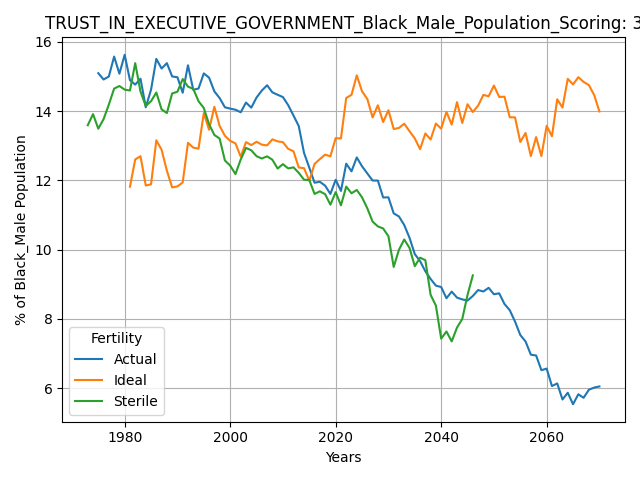 TRUST_IN_EXECUTIVE_GOVERNMENT_Black_Male_Population_Scoring: 3
16
14
12
10
8
6
% of Black_Male Population
Fertility
Actual
Ideal
Sterile
1980 2000 2020 2040 2060
Years